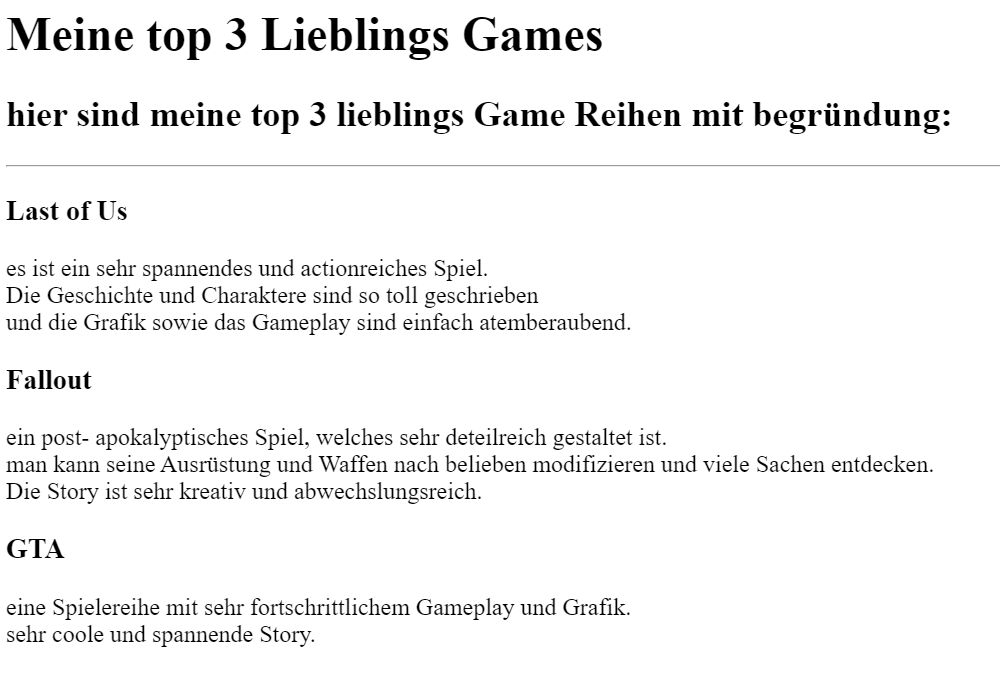 Meine top 3 Lieblings Games
hier sind meine top 3 lieblings Game Reihen mit begründung:
Last of Us
es ist ein sehr spannendes und actionreiches Spiel.
Die Geschichte und Charaktere sind so toll geschrieben
und die Grafik sowie das Gameplay sind einfach atemberaubend.
Fallout
ein post- apokalyptisches Spiel, welches sehr deteilreich gestaltet ist.
man kann seine Ausrüstung und Waffen nach belieben modifizieren und viele Sachen entdecken.
Die Story ist sehr kreativ und abwechslungsreich.
GTA
eine Spielereihe mit sehr fortschrittlichem Gameplay und Grafik.
sehr coole und spannende Story.